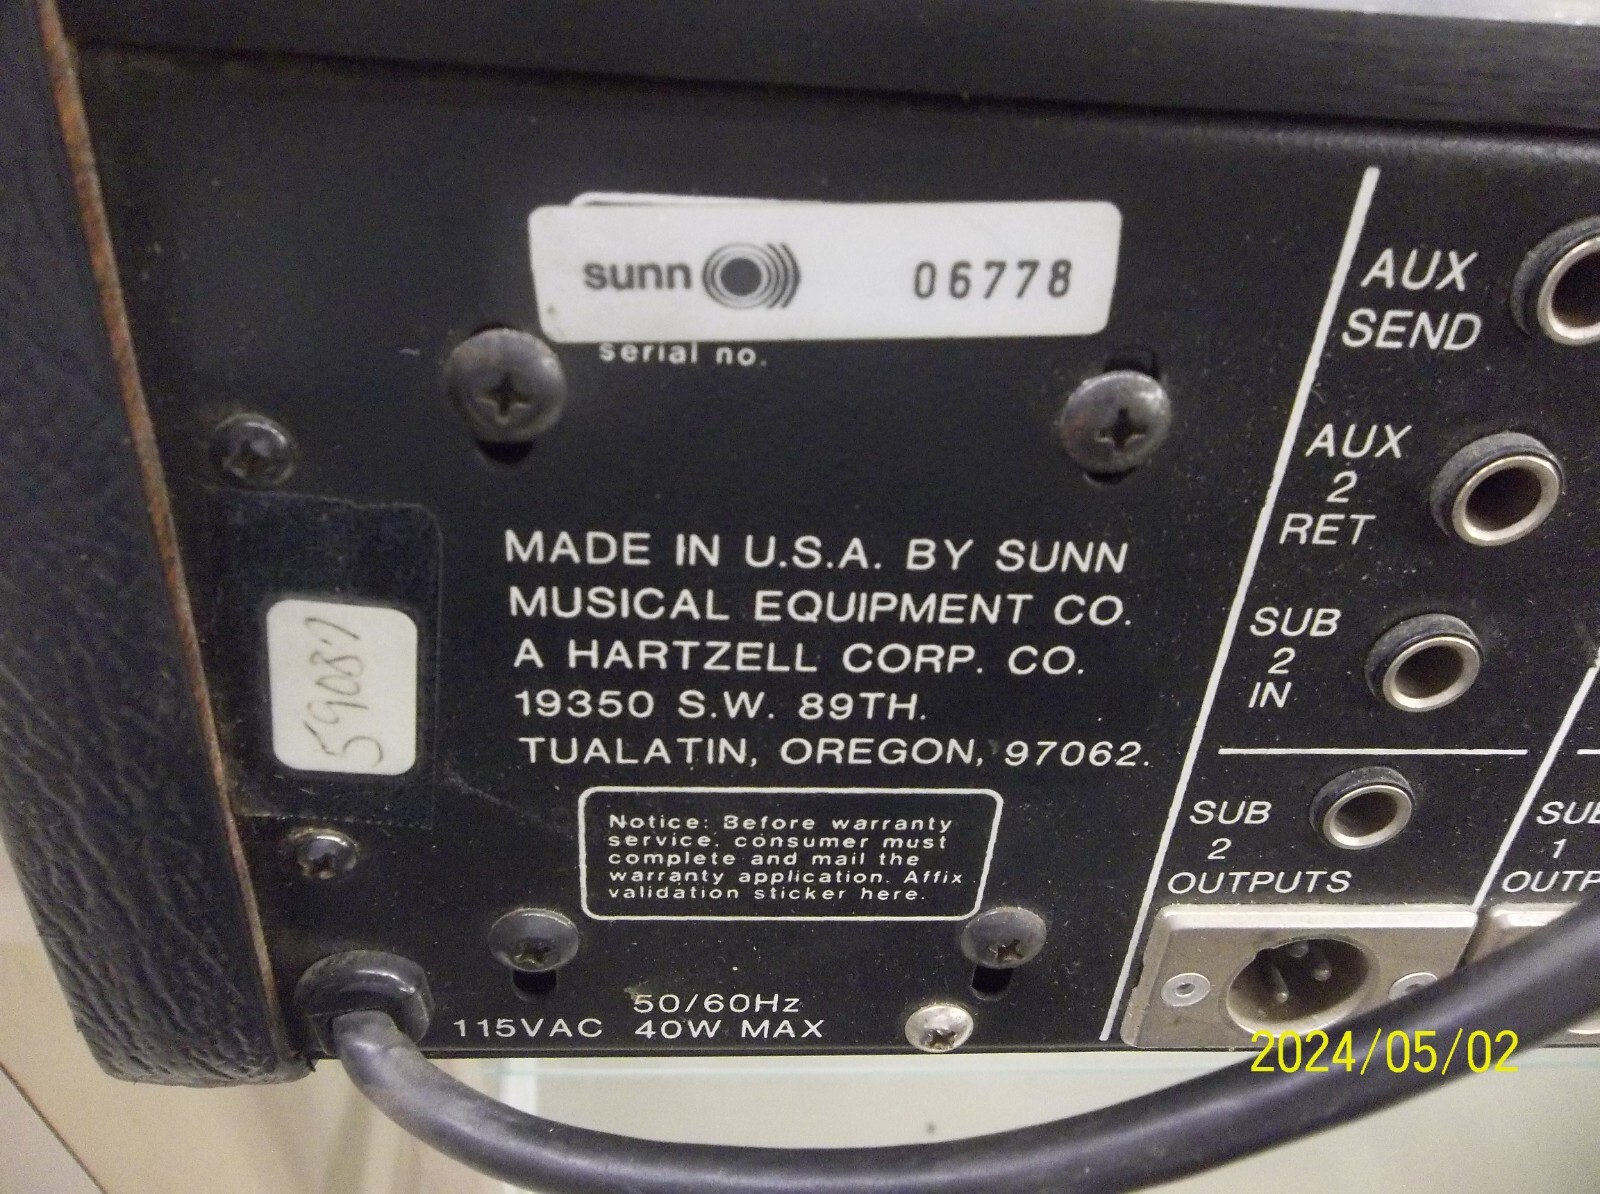 sunn 06778
serial no.
AUX
SEND
AUX
2
RET
SUB
2
IN
MADE IN U.S.A. BY SUNN
MUSICAL EQUIPMENT CO.
A HARTZELL CORP. CO.
19350 S.W. 89TH.
TUALATIN, OREGON, 97062.
Notice: Before warranty
service, consumer must
complete and mail the
warranty application. Affix
validation sticker here.
SUB
2
OUTPUTS
1
50/60Hz
115VAC 40W MAX
2024/05/02